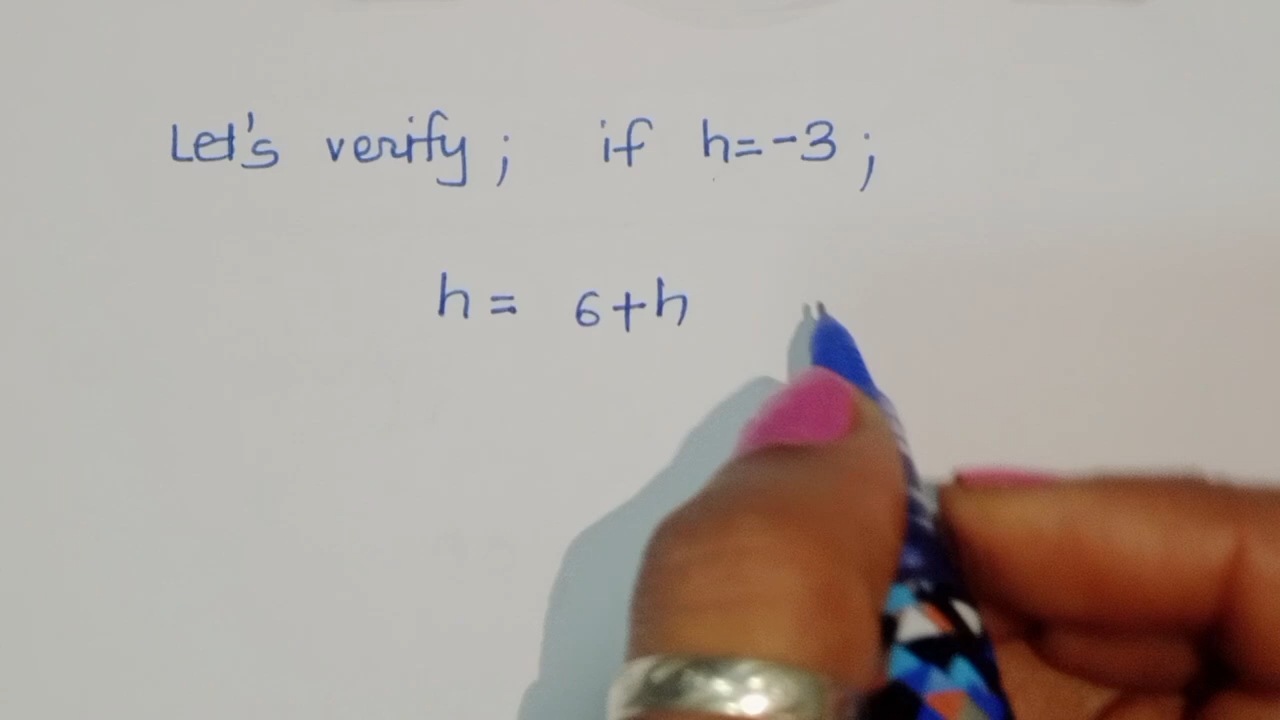 Let's verify; if h=-3;
h= 6+h